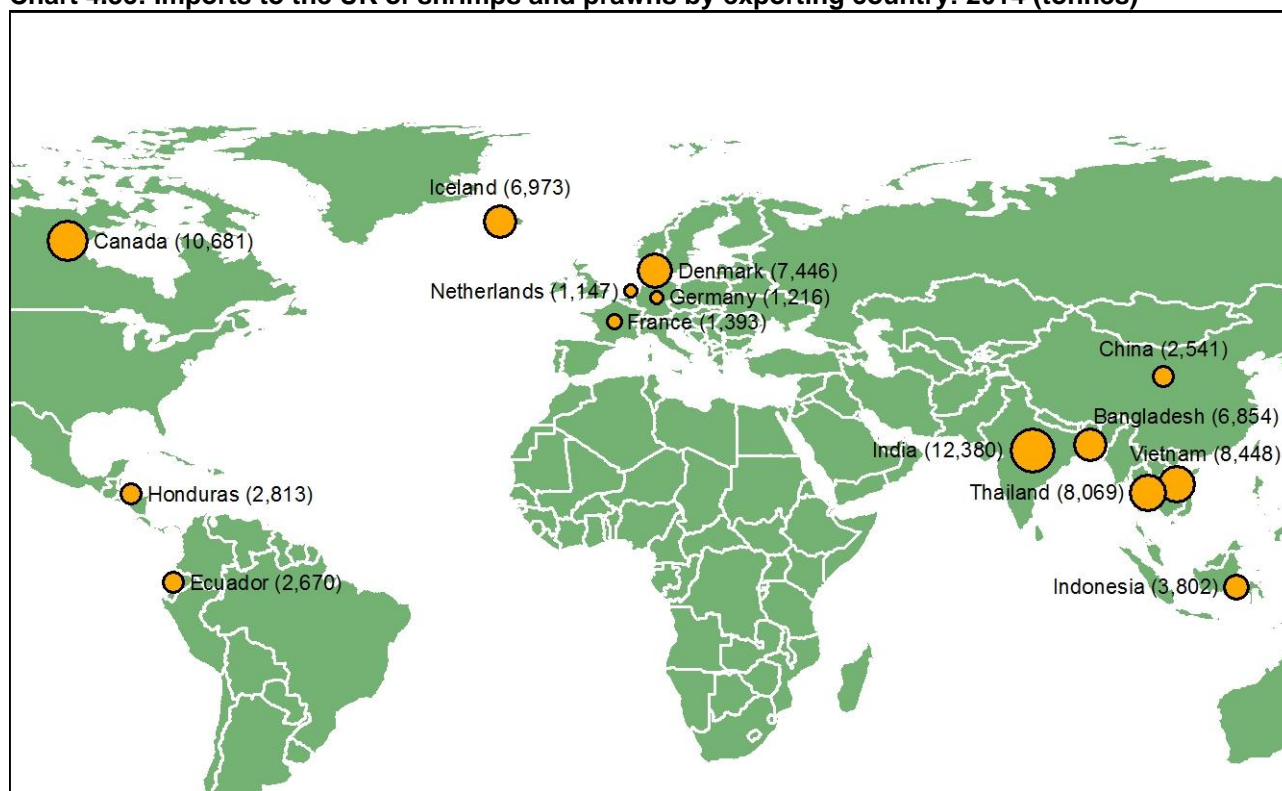 Iceland (6,973)
Canada (10,681)
Denmark (7,446)
Netherlands (1,147)
Germany (1,216)
France (1,393)
China (2,541)
Bangladesh (6,854)
India (12,380)
Vietnam (8,448)
Thailand (8,069)
Honduras (2,813)
Ecuador (2,670)
Indonesia (3,802)